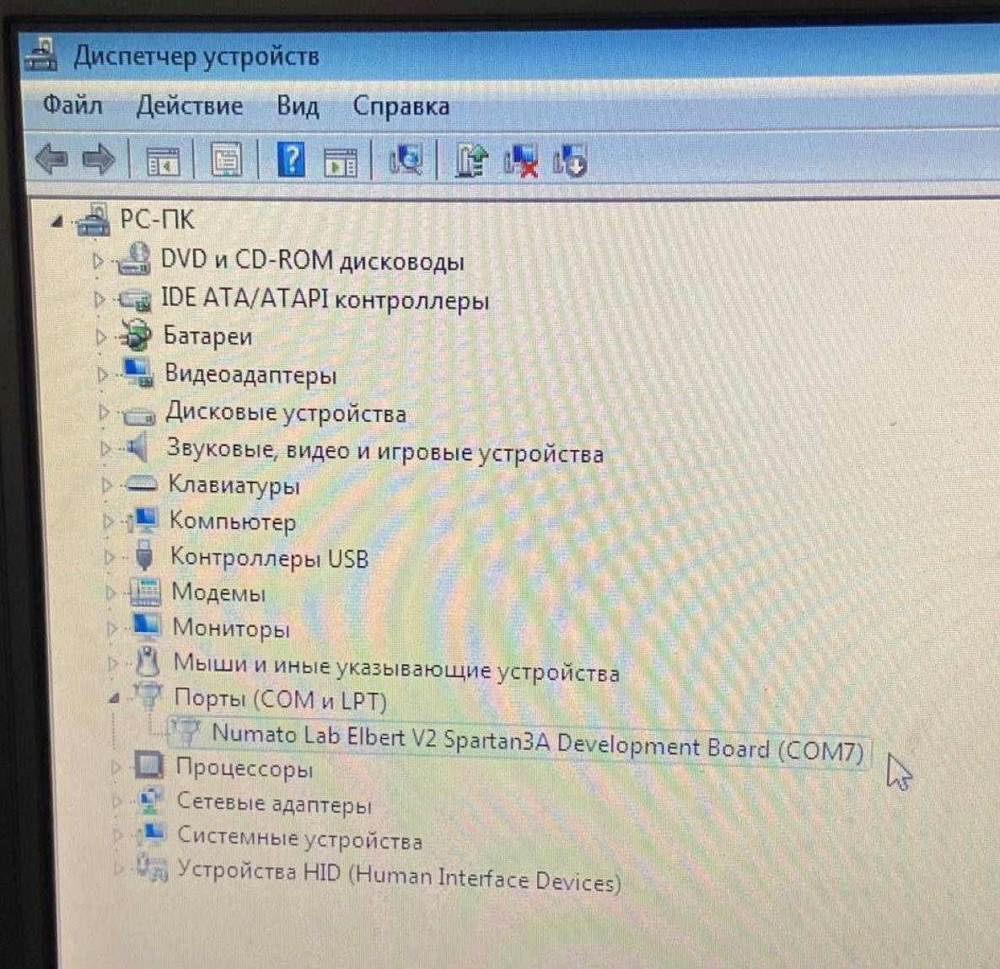 Диспетчер устройств
Файл Действие Вид Справка
PC-ПК
DVD и CD-ROM дисководы
IDE ATA/ATAPI контроллеры
Батареи
Видеоадаптеры
Дисковые устройства
Звуковые, видео и игровые устройства
Клавиатуры
Компьютер
Контроллеры USB
Модемы
Мониторы
Мыши и иные указывающие устройства
Порты (COM и LPT)
Numato Lab Elbert V2 Spartan3A Development Board (COM7)
Процессоры
Сетевые адаптеры
Системные устройства
Устройства HID (Human Interface Devices)